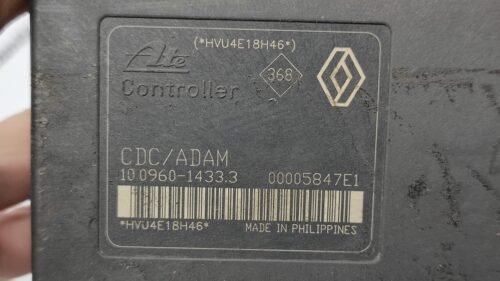 (*HVU4E18H46*)
Ate
368
Controller
CDC/ADAM
10.0960-1433.3 00005847E1
*HVU4E18H46*
MADE IN PHILIPPINES